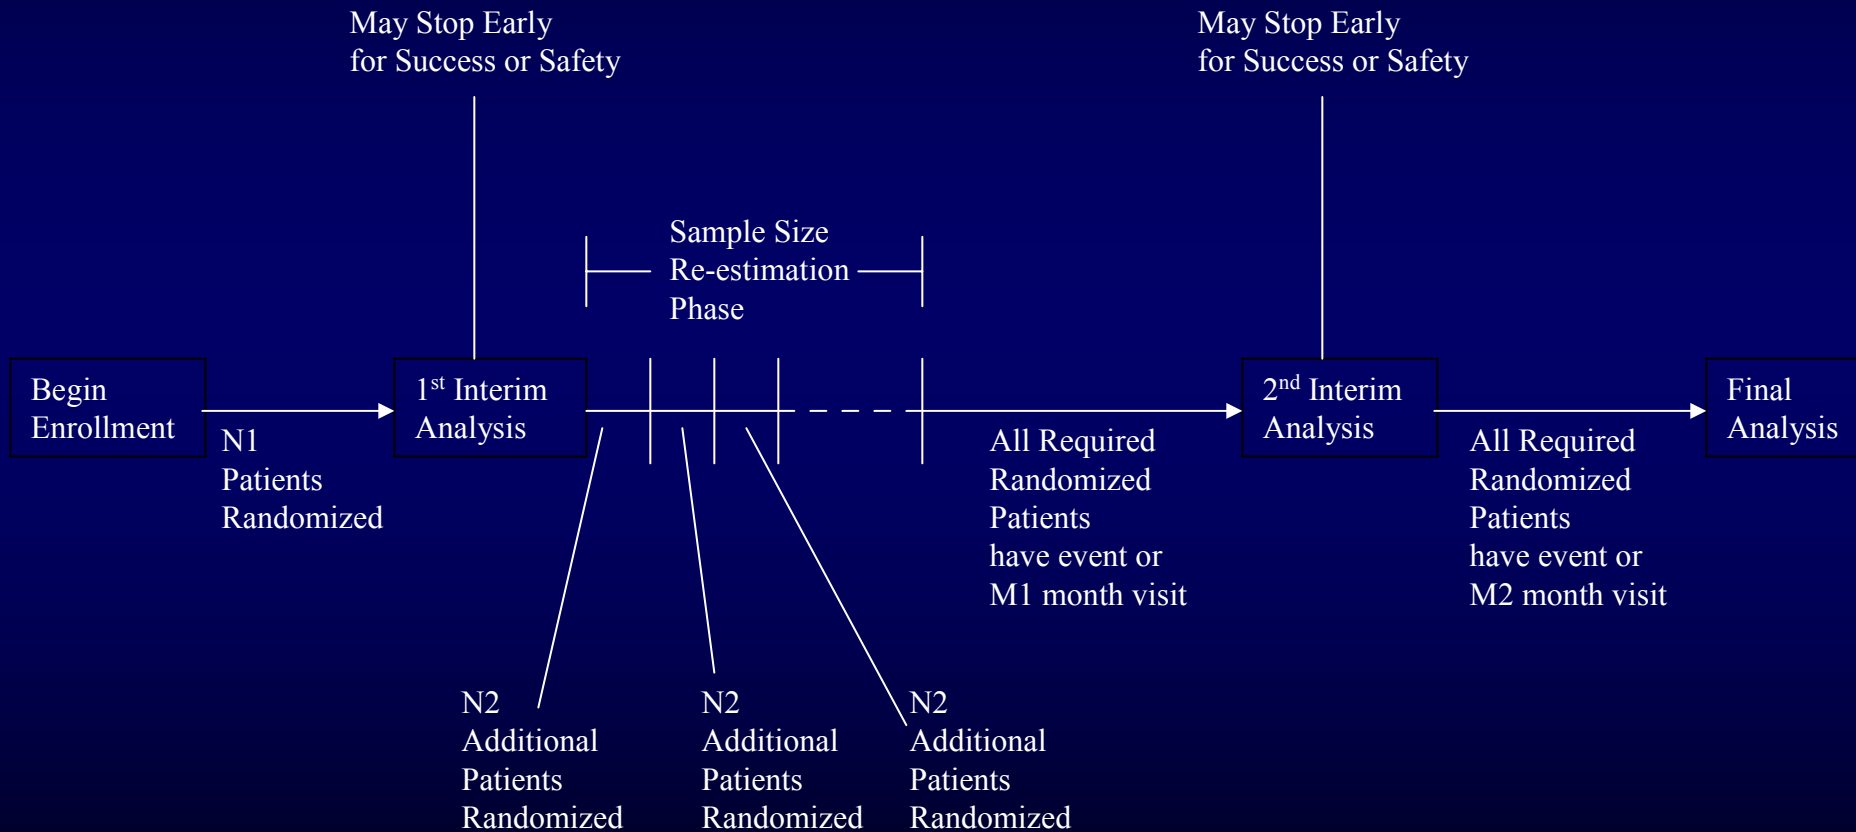 May Stop Early
for Success or Safety
May Stop Early
for Success or Safety
Sample Size
Re-estimation
Phase
Begin
Enrollment
N1
Patients
Randomized
1st Interim
Analysis
All Required
Randomized
Patients
have event or
M1 month visit
2nd Interim
Analysis
All Required
Randomized
Patients
have event or
M2 month visit
Final
Analysis
N2
Additional
Patients
Randomized
N2
Additional
Patients
Randomized
N2
Additional
Patients
Randomized